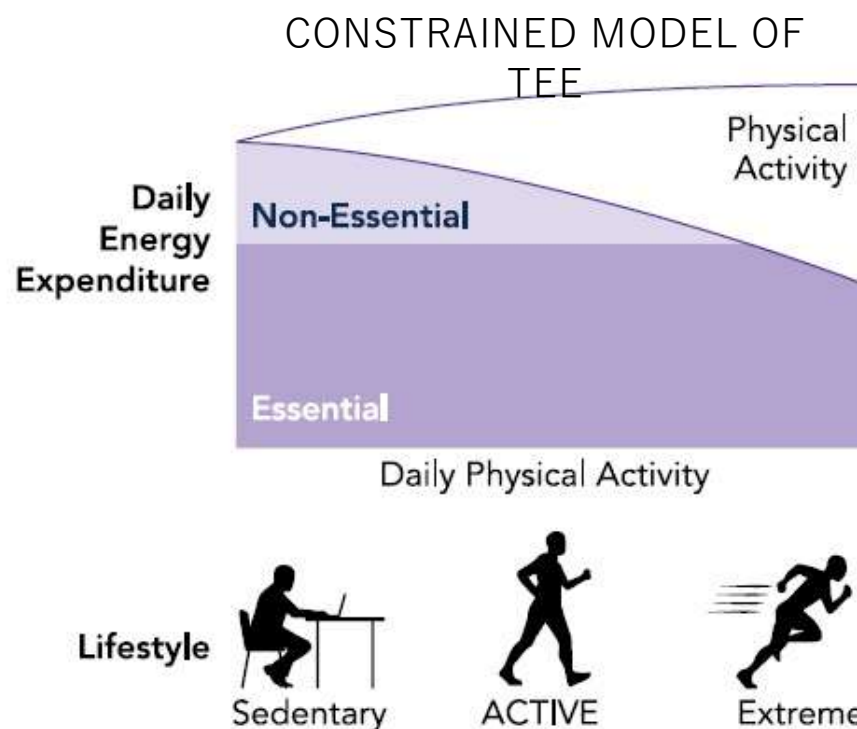 CONSTRAINED MODEL OF
TEE
Physical
Activity
Daily
Energy
Expenditure
Non-Essential
Essential
Daily Physical Activity
Lifestyle
Sedentary
ACTIVE
Extreme